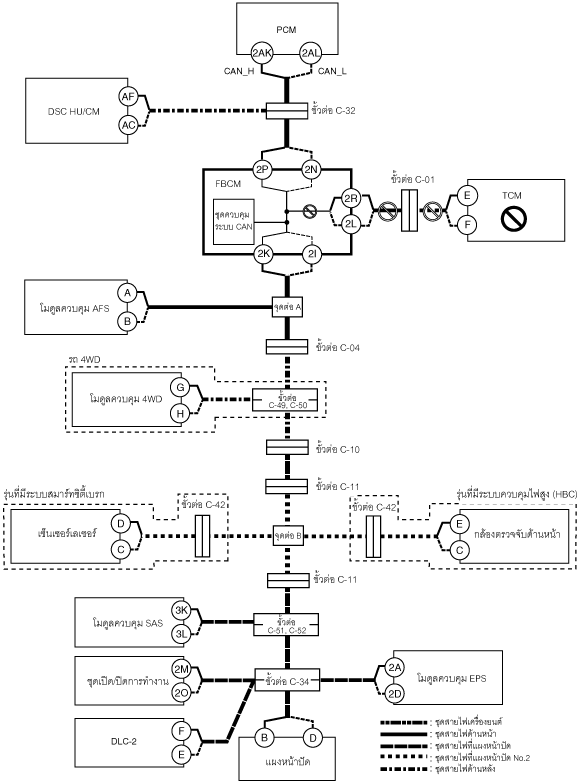 PCM
2AK
2AL
CAN_H
CAN_L
AF
AC
DSC HU/CM
ขั้วต่อ C-32
2P
2N
FBCM
ชุดควบคุม
ระบบ CAN
2R
2L
ขั้วต่อ C-01
E
F
TCM
2K
2I
A
B
โมดูลควบคุม AFS
จุดต่อ A
ขั้วต่อ C-04
รถ 4WD
โมดูลควบคุม 4WD
G
H
ขั้วต่อ
C-49, C-50
ขั้วต่อ C-10
ขั้วต่อ C-11
รุ่นที่มีระบบสมาร์ทซิตี้เบรก
ขั้วต่อ C-42
เซ็นเซอร์เลเซอร์
D
C
จุดต่อ B
รุ่นที่มีระบบควบคุมไฟสูง (HBC)
ขั้วต่อ C-42
E
C
กล้องตรวจจับด้านหน้า
ขั้วต่อ C-11
โมดูลควบคุม SAS
3K
3L
ขั้วต่อ
C-51, C-52
ชุดเปิด/ปิดการทำงาน
2M
2O
ขั้วต่อ C-34
2A
2D
โมดูลควบคุม EPS
DLC-2
F
E
B
D
แผงหน้าปัด
: ชุดสายไฟเครื่องยนต์
: ชุดสายไฟด้านหน้า
: ชุดสายไฟที่แผงหน้าปัด
: ชุดสายไฟที่แผงหน้าปัด No.2
: ชุดสายไฟด้านหลัง